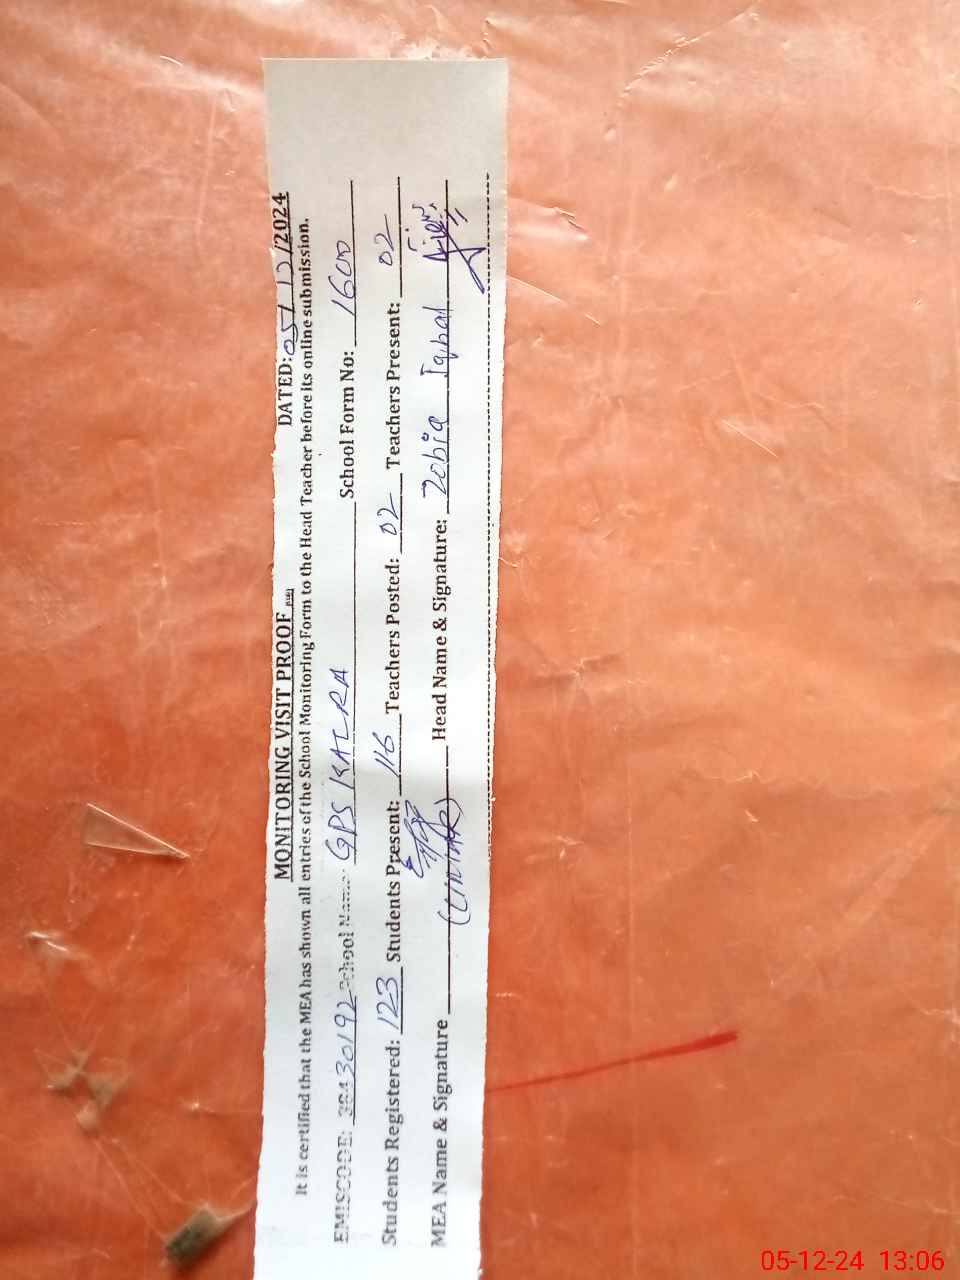 MONITORING VISIT PROOF DATED: 05/12/2024
It is certified that the MEA has shown all entries of the School Monitoring Form to the Head Teacher before its online submission.
EMISCODE: 38430192 School Name: GPS KALRA School Form No: 1600
Students Registered: 123 Students Present: 116 Teachers Posted: 02 Teachers Present: 02
MEA Name & Signature Head Name & Signature: Zobia Iqbal
05-12-24 13:06